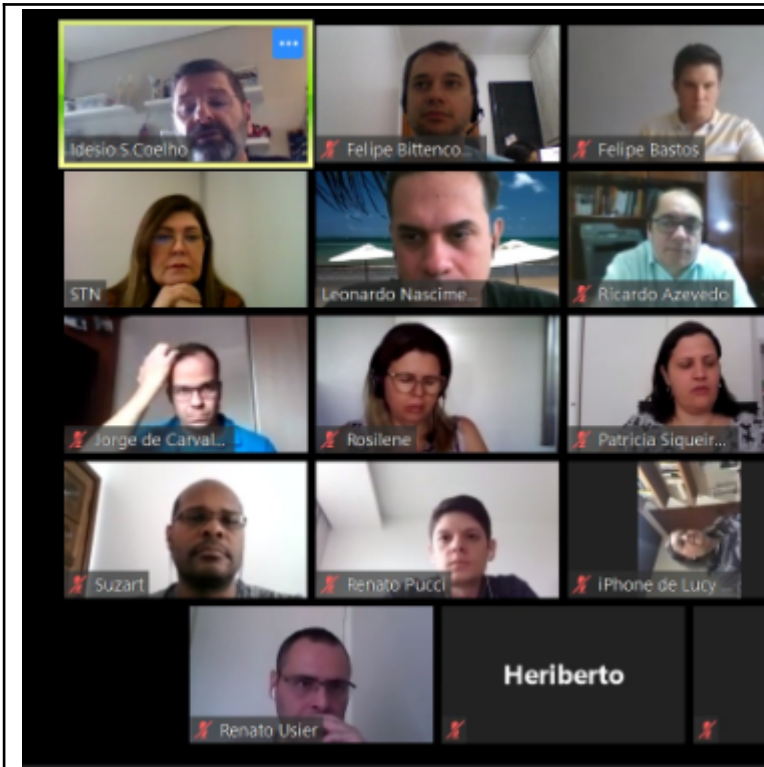 Idesio S Coelho
Felipe Bittenco...
Felipe Bastos
STN
Leonardo Nascime...
Ricardo Azevedo
Jorge de Carval...
Rosilene
Patricia Siqueir...
Suzart
Renato Pucci
iPhone de Lucy ...
Renato Usier
Heriberto